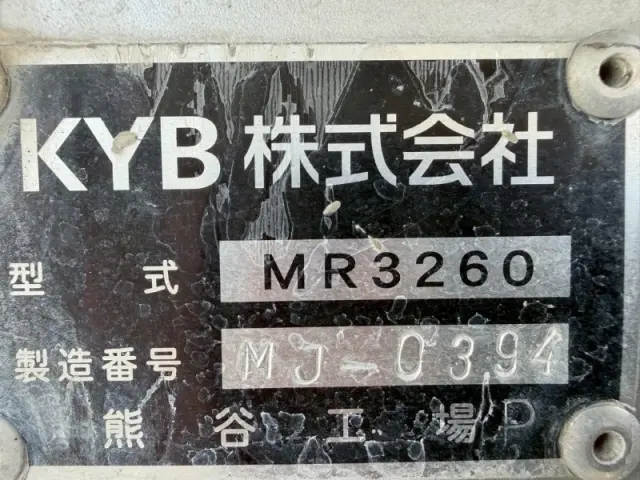 KYB 株式会社
型式 MR3260
製造番号 MJ-0394
熊谷工場 P